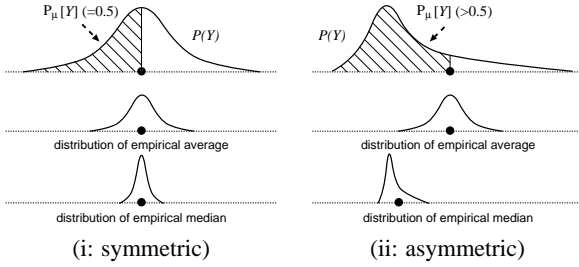 P_μ [Y] (=0.5)
P(Y)
distribution of empirical average
distribution of empirical median
(i: symmetric)
P_μ [Y] (>0.5)
P(Y)
distribution of empirical average
distribution of empirical median
(ii: asymmetric)